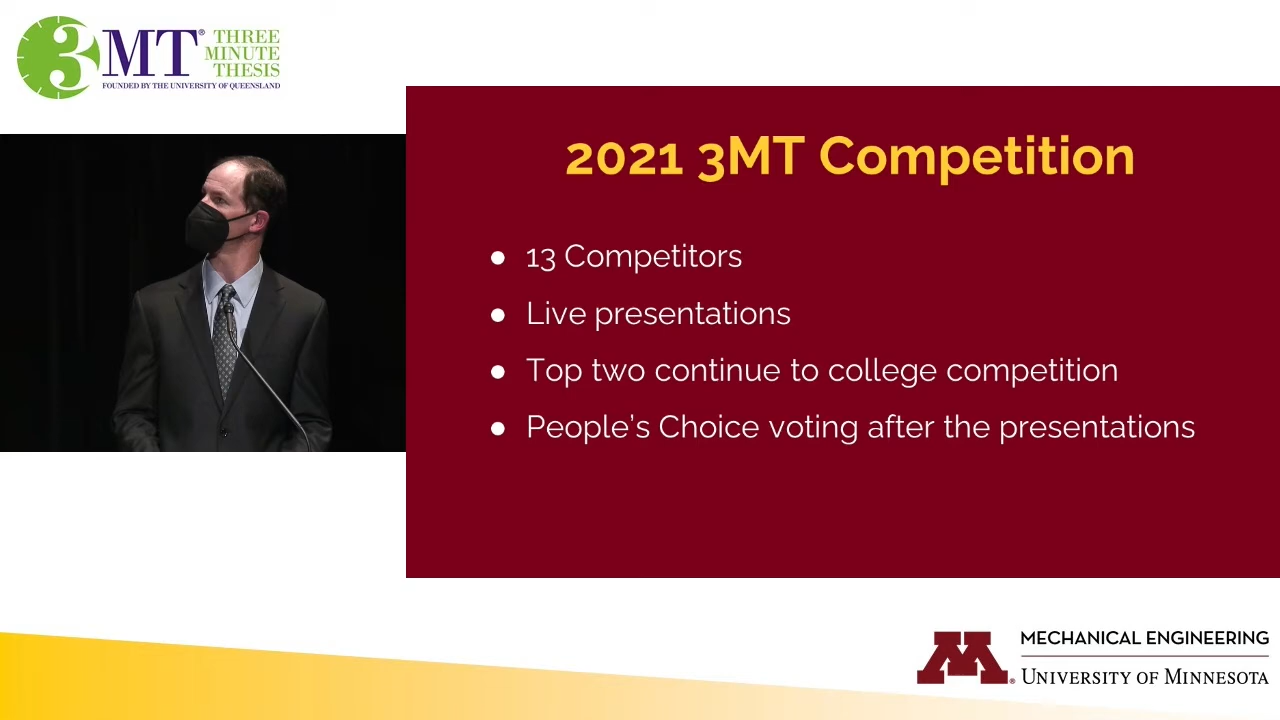 3MT® THREE
MINUTE
THESIS
FOUNDED BY THE UNIVERSITY OF QUEENSLAND
2021 3MT Competition
● 13 Competitors
● Live presentations
● Top two continue to college competition
● People's Choice voting after the presentations
M® MECHANICAL ENGINEERING
UNIVERSITY OF MINNESOTA